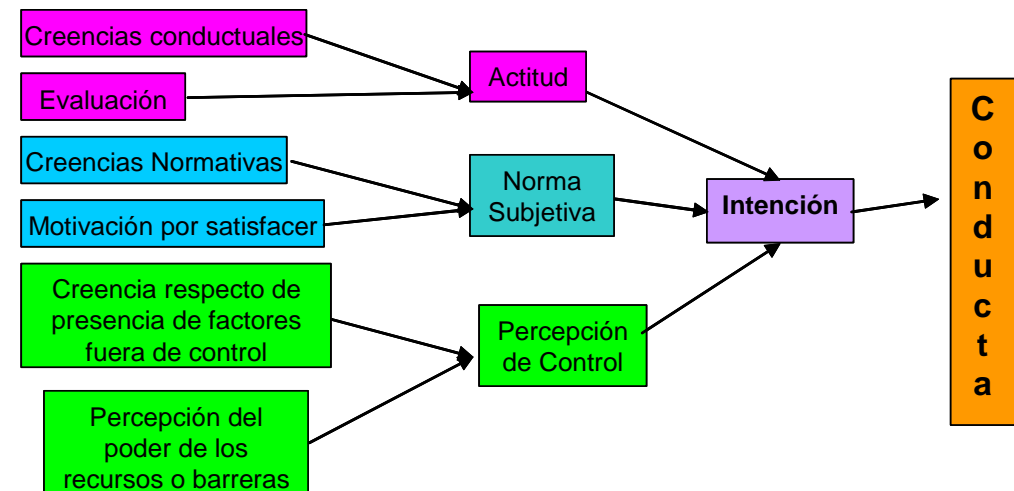 Creencias conductuales
Evaluación
Creencias Normativas
Motivación por satisfacer
Creencia respecto de
presencia de factores
fuera de control
Percepción del
poder de los
recursos o barreras
Actitud
Norma
Subjetiva
Percepción
de Control
Intención
C
o
n
d
u
c
t
a